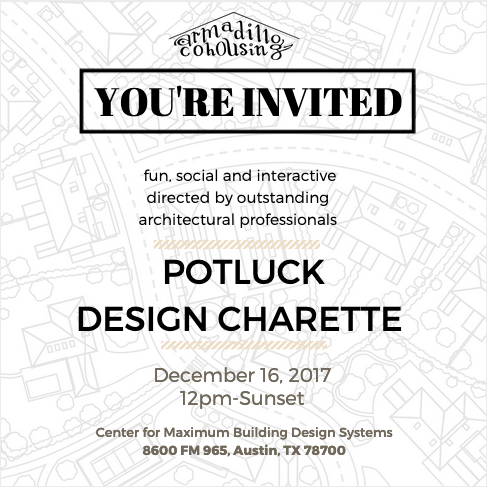 armadillo
cohousing
YOU'RE INVITED
fun, social and interactive
directed by outstanding
architectural professionals
POTLUCK
DESIGN CHARETTE
December 16, 2017
12pm-Sunset
Center for Maximum Building Design Systems
8600 FM 965, Austin, TX 78700